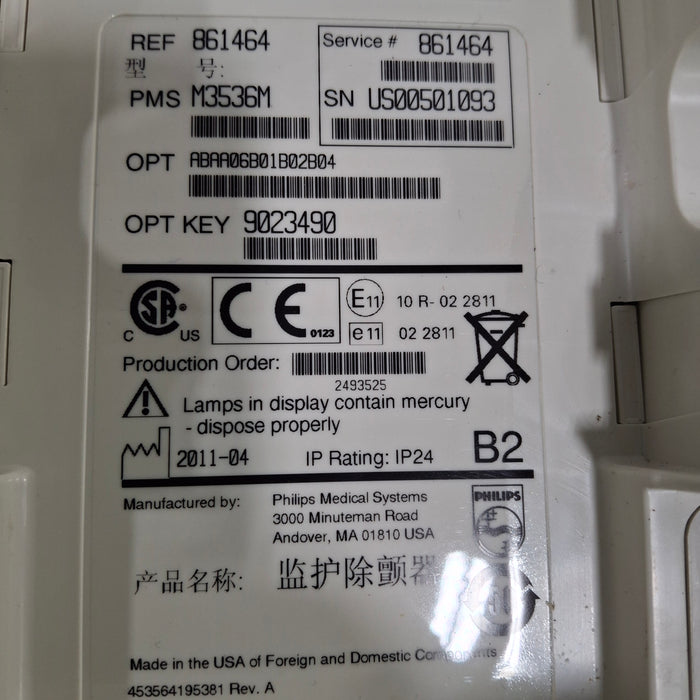 REF 861464
型 号:
PMS M3536M
Service # 861464
SN US00501093
OPT ABAA06B01B02B04
OPT KEY 9023490
C SA US
CE 0123
E11 10 R- 02 2811
e11 02 2811
Production Order:
2493525
Lamps in display contain mercury
- dispose properly
2011-04 IP Rating: IP24 B2
Manufactured by: Philips Medical Systems
3000 Minuteman Road
Andover, MA 01810 USA
PHILIPS
产品名称: 监护除颤器
Made in the USA of Foreign and Domestic Components
453564195381 Rev. A